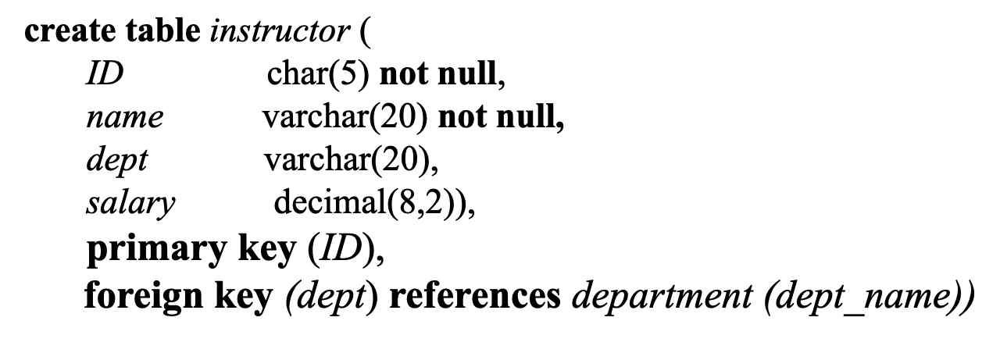 create table instructor (
ID char(5) not null,
name varchar(20) not null,
dept varchar(20),
salary decimal(8,2)),
primary key (ID),
foreign key (dept) references department (dept_name))